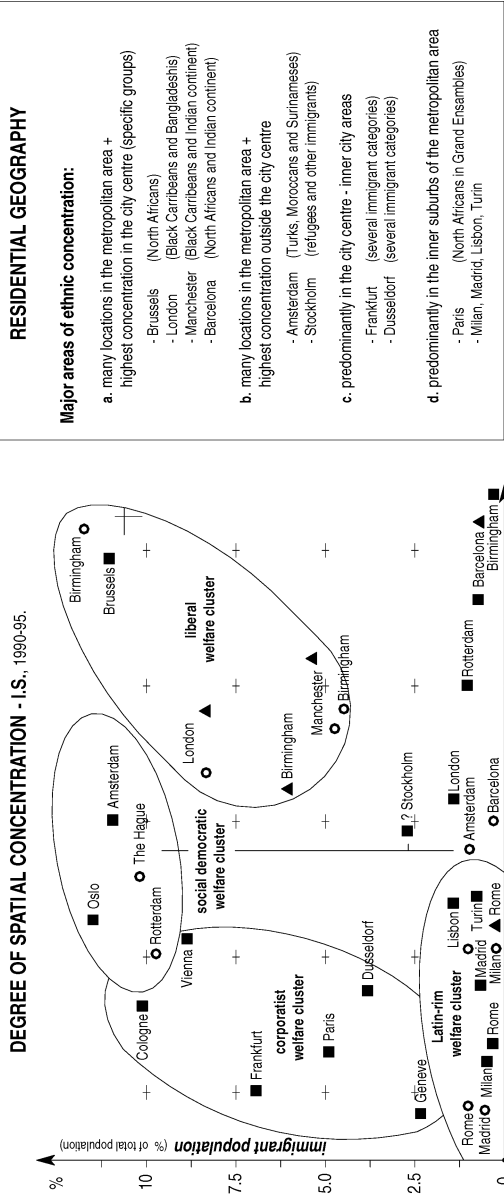 DEGREE OF SPATIAL CONCENTRATION - I.S., 1990-95.
%
immigrant population (% of total population)
10
7.5
5.0
2.5
0
Cologne
Oslo
Amsterdam
The Hague
Rotterdam
Vienna
social democratic
welfare cluster
Birmingham
Brussels
London
liberal
welfare cluster
Birmingham
Manchester
Birmingham
Frankfurt
corporatist
welfare cluster
Paris
Dusseldorf
Genève
? Stockholm
Latin-rim
welfare cluster
Lisbon
London
Rotterdam
Barcelona
Birmingham
Rome
Madrid
Milan
Rome
Madrid
Milan
Turin
Rome
Amsterdam
Barcelona
RESIDENTIAL GEOGRAPHY
Major areas of ethnic concentration:
a. many locations in the metropolitan area +
highest concentration in the city centre (specific groups)
- Brussels (North Africans)
- London (Black Carribeans and Bangladeshis)
- Manchester (Black Carribeans and Indian continent)
- Barcelona (North Africans and Indian continent)
b. many locations in the metropolitan area +
highest concentration outside the city centre
- Amsterdam (Turks, Moroccans and Surinameses)
- Stockholm (refugees and other immigrants)
c. predominantly in the city centre - inner city areas
- Frankfurt (several immigrant categories)
- Dusseldorf (several immigrant categories)
d. predominantly in the inner suburbs of the metropolitan area
- Paris (North Africans in Grand Ensambles)
- Milan, Madrid, Lisbon, Turin